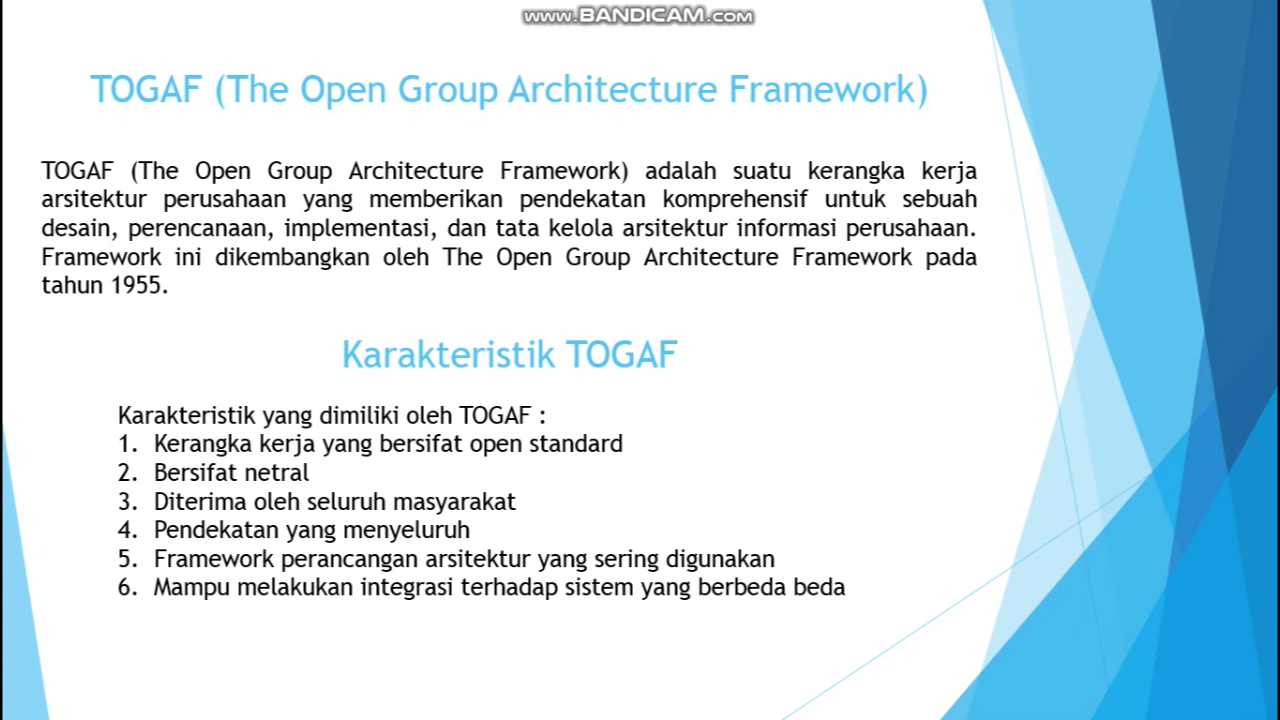 www.BANDICAM.com
TOGAF (The Open Group Architecture Framework)
TOGAF (The Open Group Architecture Framework) adalah suatu kerangka kerja
arsitektur perusahaan yang memberikan pendekatan komprehensif untuk sebuah
desain, perencanaan, implementasi, dan tata kelola arsitektur informasi perusahaan.
Framework ini dikembangkan oleh The Open Group Architecture Framework pada
tahun 1955.
Karakteristik TOGAF
Karakteristik yang dimiliki oleh TOGAF :
1. Kerangka kerja yang bersifat open standard
2. Bersifat netral
3. Diterima oleh seluruh masyarakat
4. Pendekatan yang menyeluruh
5. Framework perancangan arsitektur yang sering digunakan
6. Mampu melakukan integrasi terhadap sistem yang berbeda beda